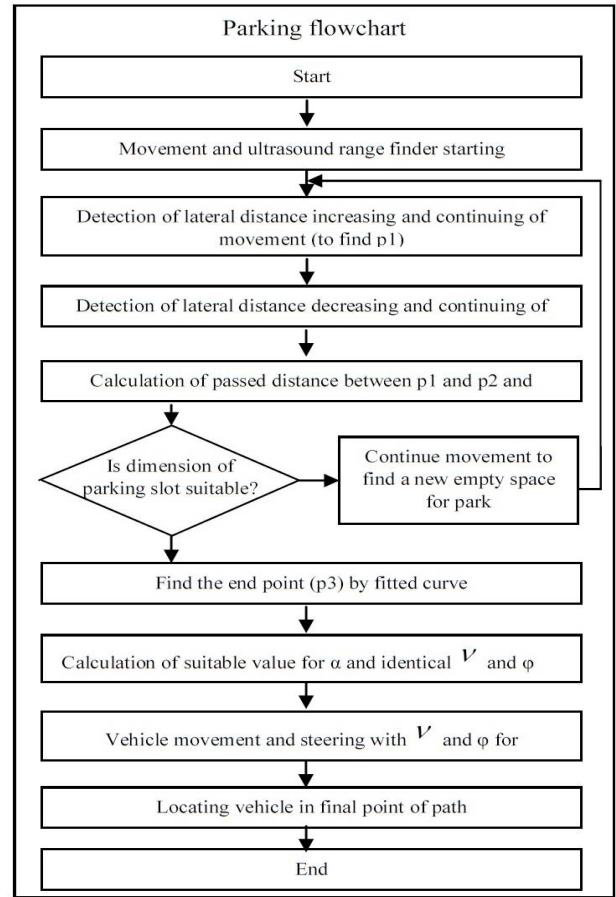 Parking flowchart
Start
Movement and ultrasound range finder starting
Detection of lateral distance increasing and continuing of
movement (to find p1)
Detection of lateral distance decreasing and continuing of
Calculation of passed distance between p1 and p2 and
Is dimension of
parking slot suitable?
Continue movement to
find a new empty space
for park
Find the end point (p3) by fitted curve
Calculation of suitable value for α and identical ν and φ
Vehicle movement and steering with ν and φ for
Locating vehicle in final point of path
End